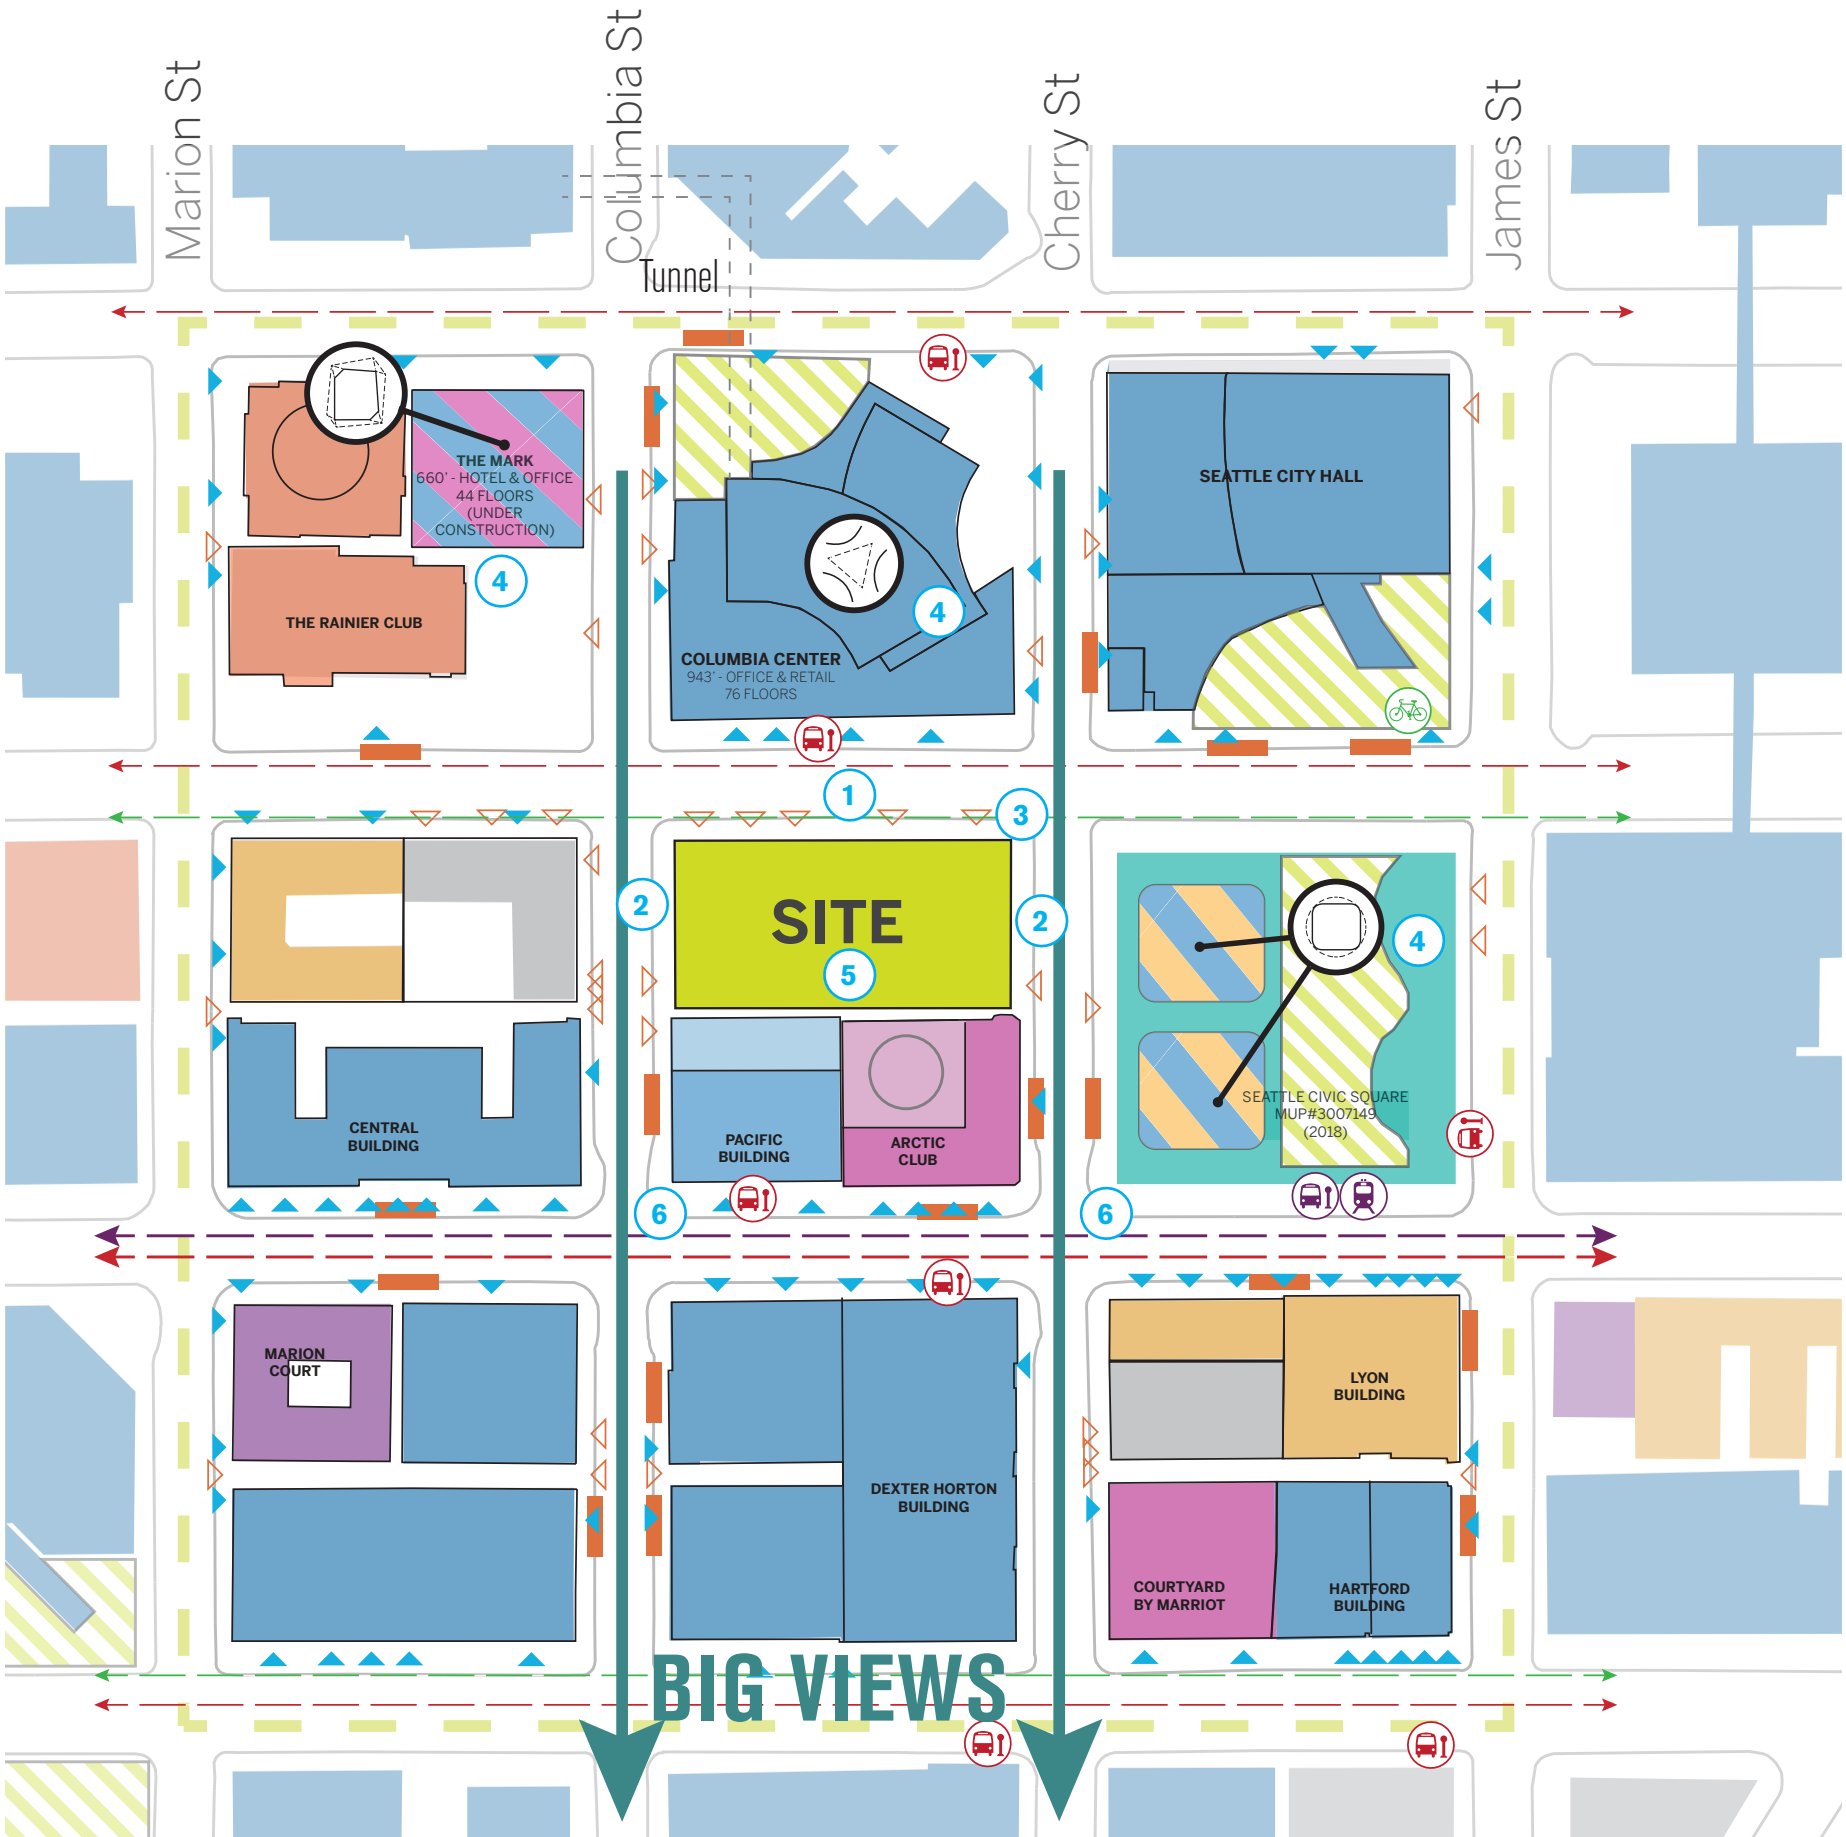 Marion St
Columbia St
Cherry St
James St
Tunnel
THE MARK
660' - HOTEL & OFFICE
44 FLOORS
(UNDER
CONSTRUCTION)
4
THE RAINIER CLUB
4
COLUMBIA CENTER
943' - OFFICE & RETAIL
76 FLOORS
SEATTLE CITY HALL
1
3
2
SITE
5
2
4
CENTRAL
BUILDING
PACIFIC
BUILDING
ARCTIC
CLUB
SEATTLE CIVIC SQUARE
MUP#3007149
(2018)
6
6
MARION
COURT
DEXTER HORTON
BUILDING
LYON
BUILDING
COURTYARD
BY MARRIOT
HARTFORD
BUILDING
BIG VIEWS